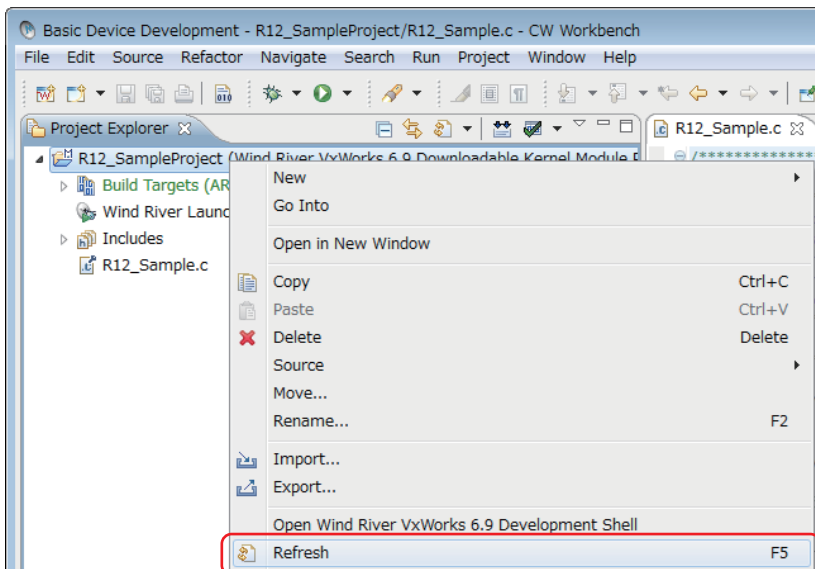 Basic Device Development - R12_SampleProject/R12_Sample.c - CW Workbench
File Edit Source Refactor Navigate Search Run Project Window Help
Project Explorer
R12_Sample.c
R12_SampleProject (Wind River VxWorks 6.9 Downloadable Kernel Module P
/**************
Build Targets (AR
Wind River Launc
Includes
R12_Sample.c
New
Go Into
Open in New Window
Copy Ctrl+C
Paste Ctrl+V
Delete Delete
Source
Move...
Rename... F2
Import...
Export...
Open Wind River VxWorks 6.9 Development Shell
Refresh F5